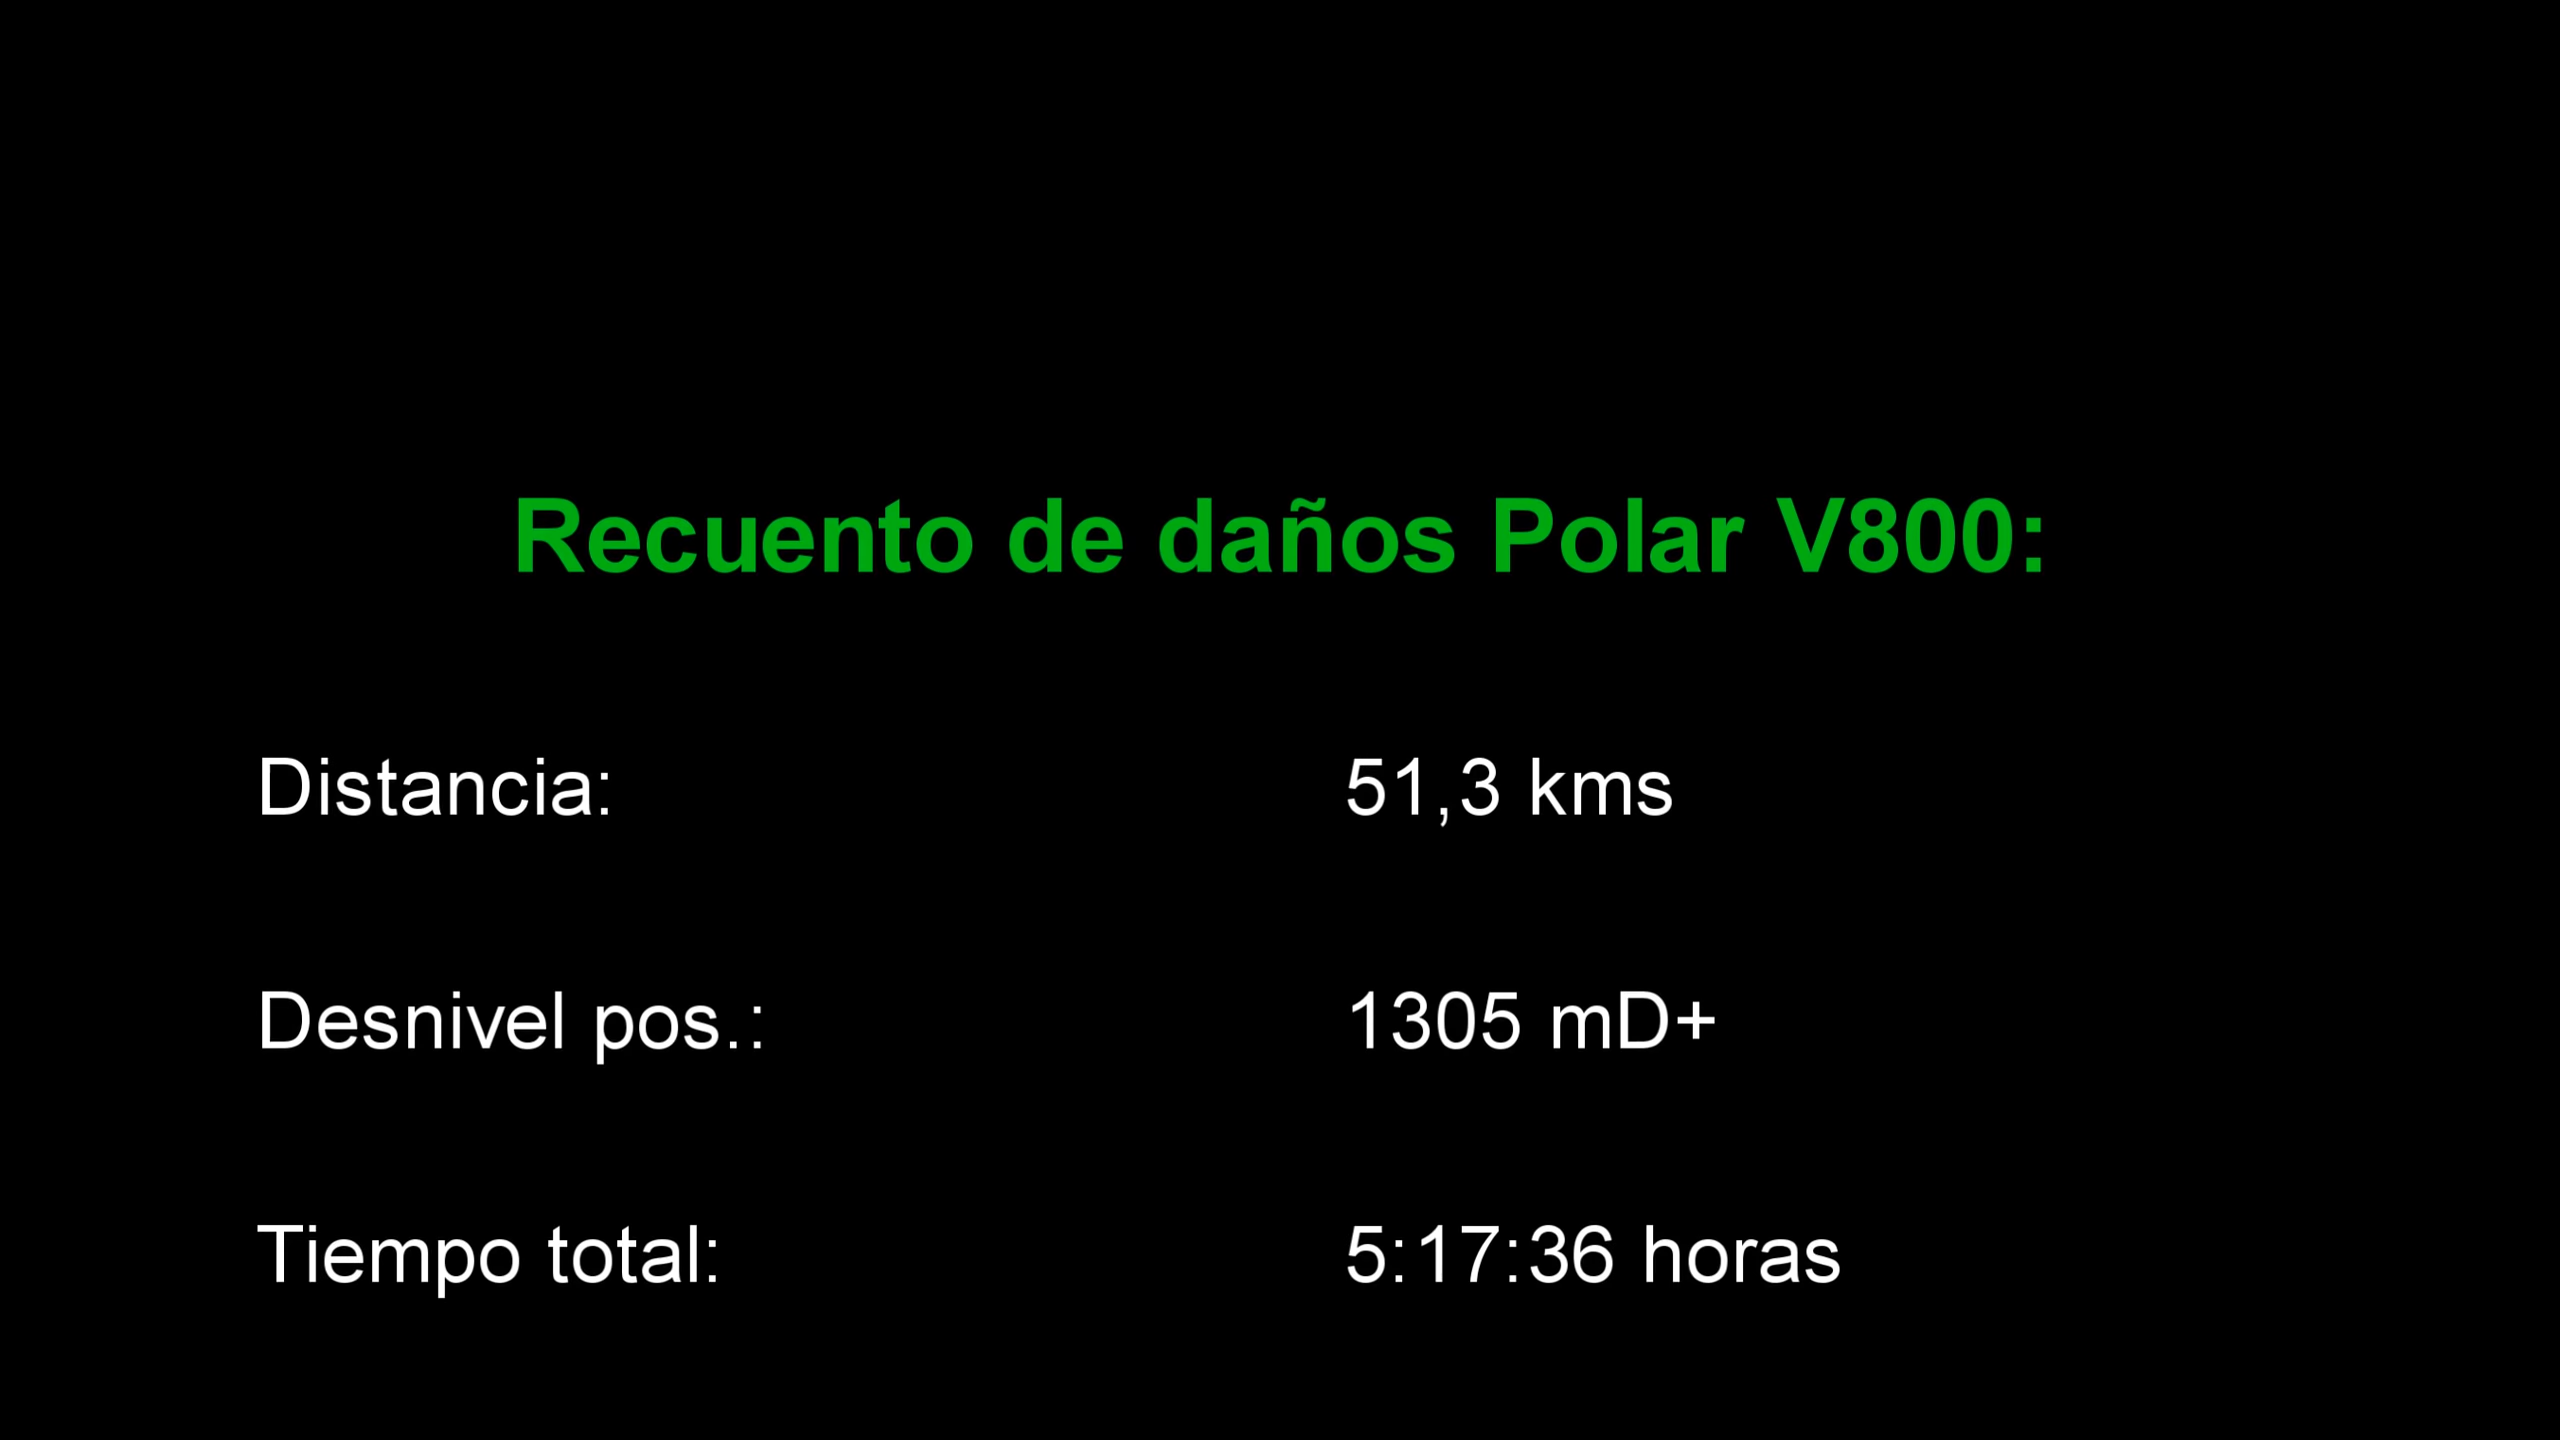 Recuento de daños Polar V800:
Distancia: 51,3 kms
Desnivel pos.: 1305 mD+
Tiempo total: 5:17:36 horas